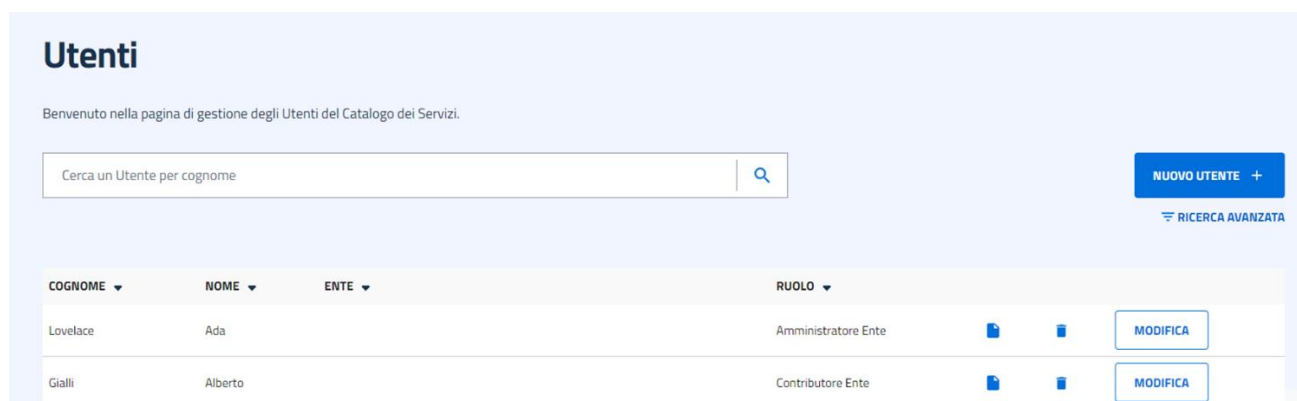 Utenti
Benvenuto nella pagina di gestione degli Utenti del Catalogo dei Servizi.
Cerca un Utente per cognome
NUOVO UTENTE +
RICERCA AVANZATA
COGNOME NOME ENTE RUOLO
Lovelace Ada Amministratore Ente MODIFICA
Gialli Alberto Contributore Ente MODIFICA